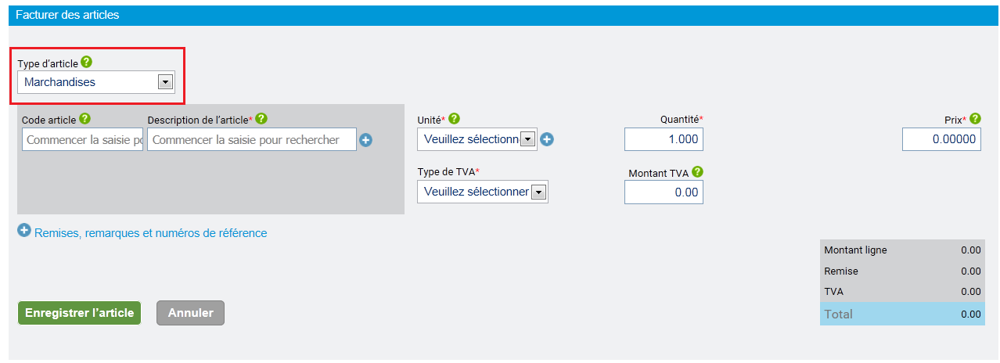 Facturer des articles
Type d'article ?
Marchandises
Code article ? Description de l'article* ? Unité* ? Quantité* Prix* ?
Commencer la saisie po Commencer la saisie pour rechercher Veuillez sélectionn 1.000 0.00000
Type de TVA* Montant TVA ?
Veuillez sélectionner 0.00
Remises, remarques et numéros de référence
Montant ligne 0.00
Remise 0.00
TVA 0.00
Total 0.00
Enregistrer l'article Annuler